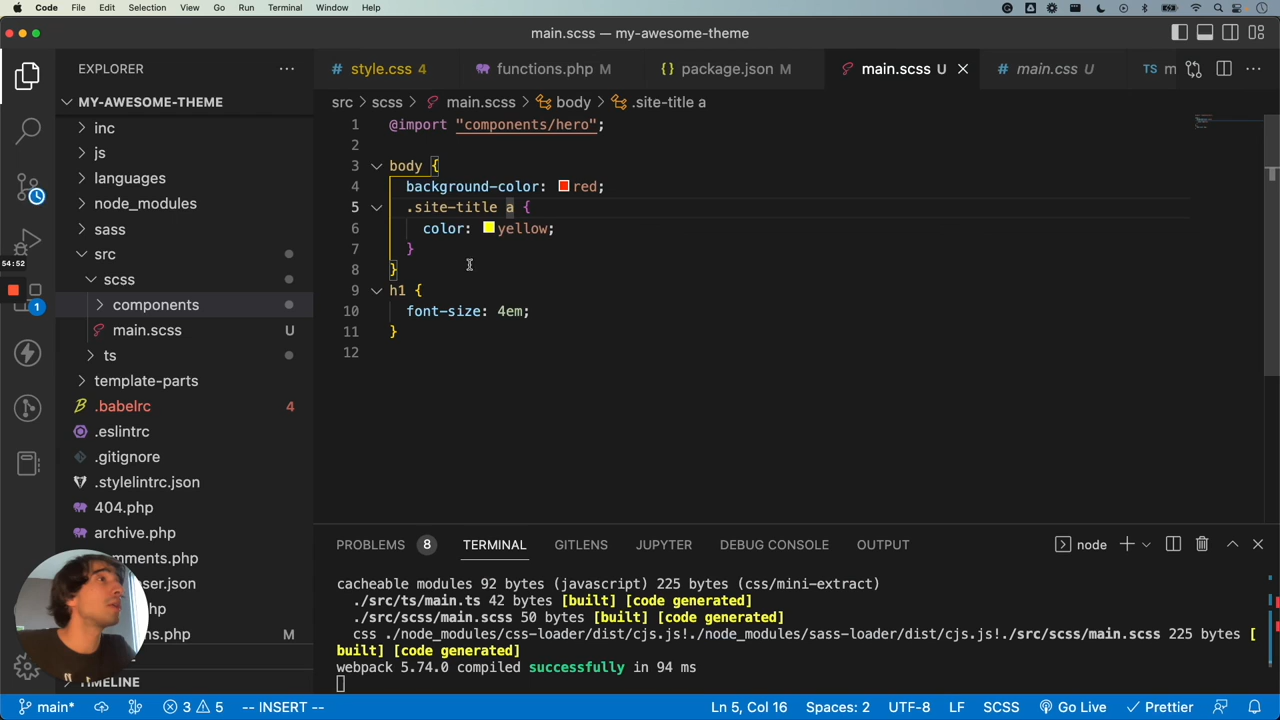 Code File Edit Selection View Go Run Terminal Window Help
main.scss — my-awesome-theme
EXPLORER
style.css 4
functions.php M
package.json M
main.scss U
main.css U
TS m
MY-AWESOME-THEME
inc
js
languages
node_modules
sass
src
scss
components
main.scss U
ts
template-parts
.babelrc 4
.eslintrc
.gitignore
.stylelintrc.json
404.php
archive.php
mments.php
ser.json
hp
ns.php M
TIMELINE
54:52
1
src > scss > main.scss > body > .site-title a
1 @import "components/hero";
2
3 body {
4 background-color: red;
5 .site-title a {
6 color: yellow;
7 }
8 }
9 h1 {
10 font-size: 4em;
11 }
12
PROBLEMS 8 TERMINAL GITLENS JUPYTER DEBUG CONSOLE OUTPUT node
cacheable modules 92 bytes (javascript) 225 bytes (css/mini-extract)
./src/ts/main.ts 42 bytes [built] [code generated]
./src/scss/main.scss 50 bytes [built] [code generated]
css ./node_modules/css-loader/dist/cjs.js!./node_modules/sass-loader/dist/cjs.js!./src/scss/main.scss 225 bytes [
built] [code generated]
webpack 5.74.0 compiled successfully in 94 ms
main* 3 5 -- INSERT -- Ln 5, Col 16 Spaces: 2 UTF-8 LF SCSS Go Live Prettier